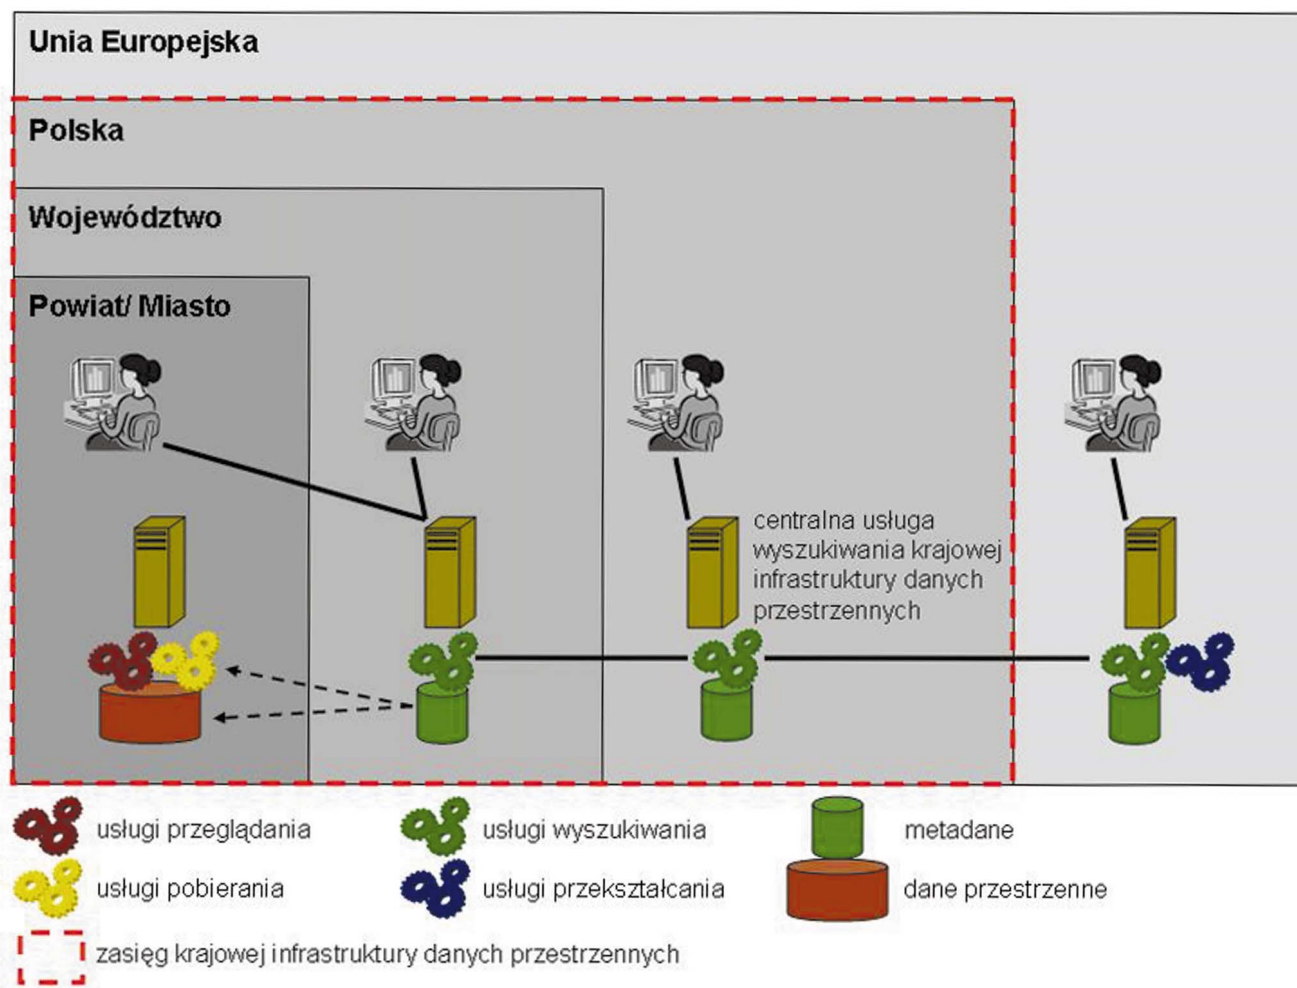 Unia Europejska
Polska
Województwo
Powiat/ Miasto
centralna usługa
wyszukiwania krajowej
infrastruktury danych
przestrzennych
usługi przeglądania
usługi wyszukiwania
metadane
usługi pobierania
usługi przekształcania
dane przestrzenne
zasięg krajowej infrastruktury danych przestrzennych